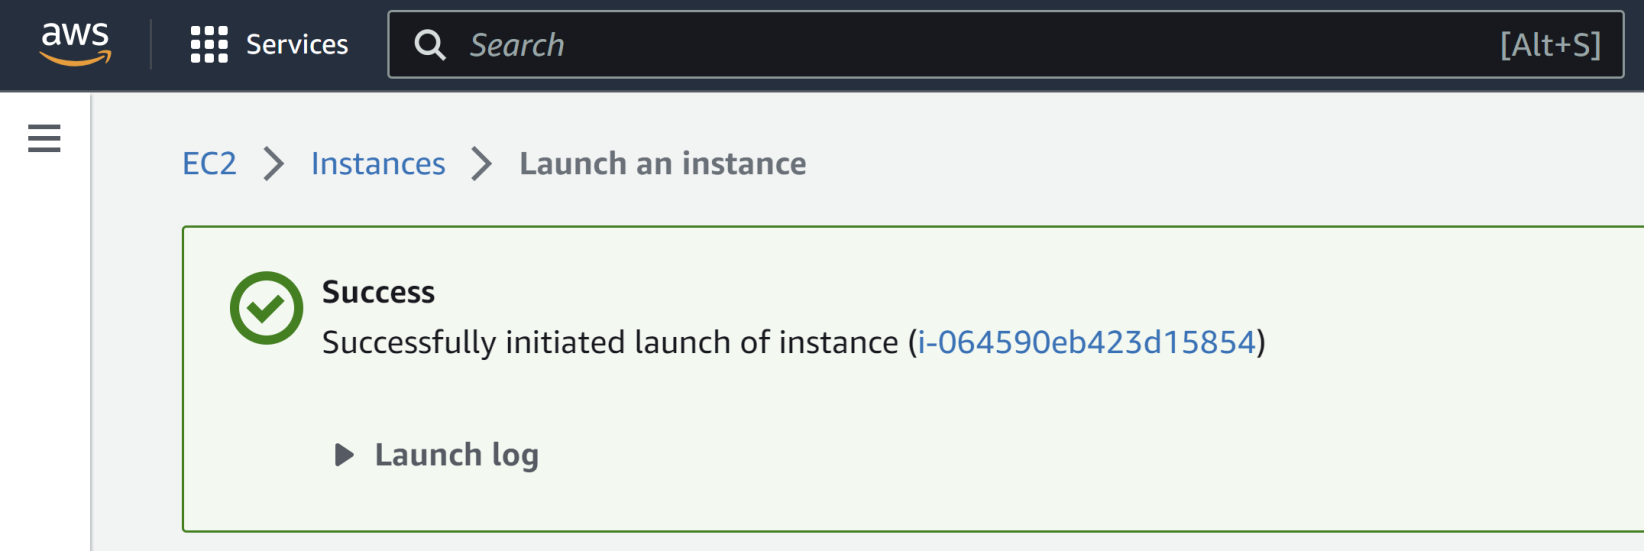 aws
Services
Search
[Alt+S]
EC2 > Instances > Launch an instance
Success
Successfully initiated launch of instance (i-064590eb423d15854)
Launch log